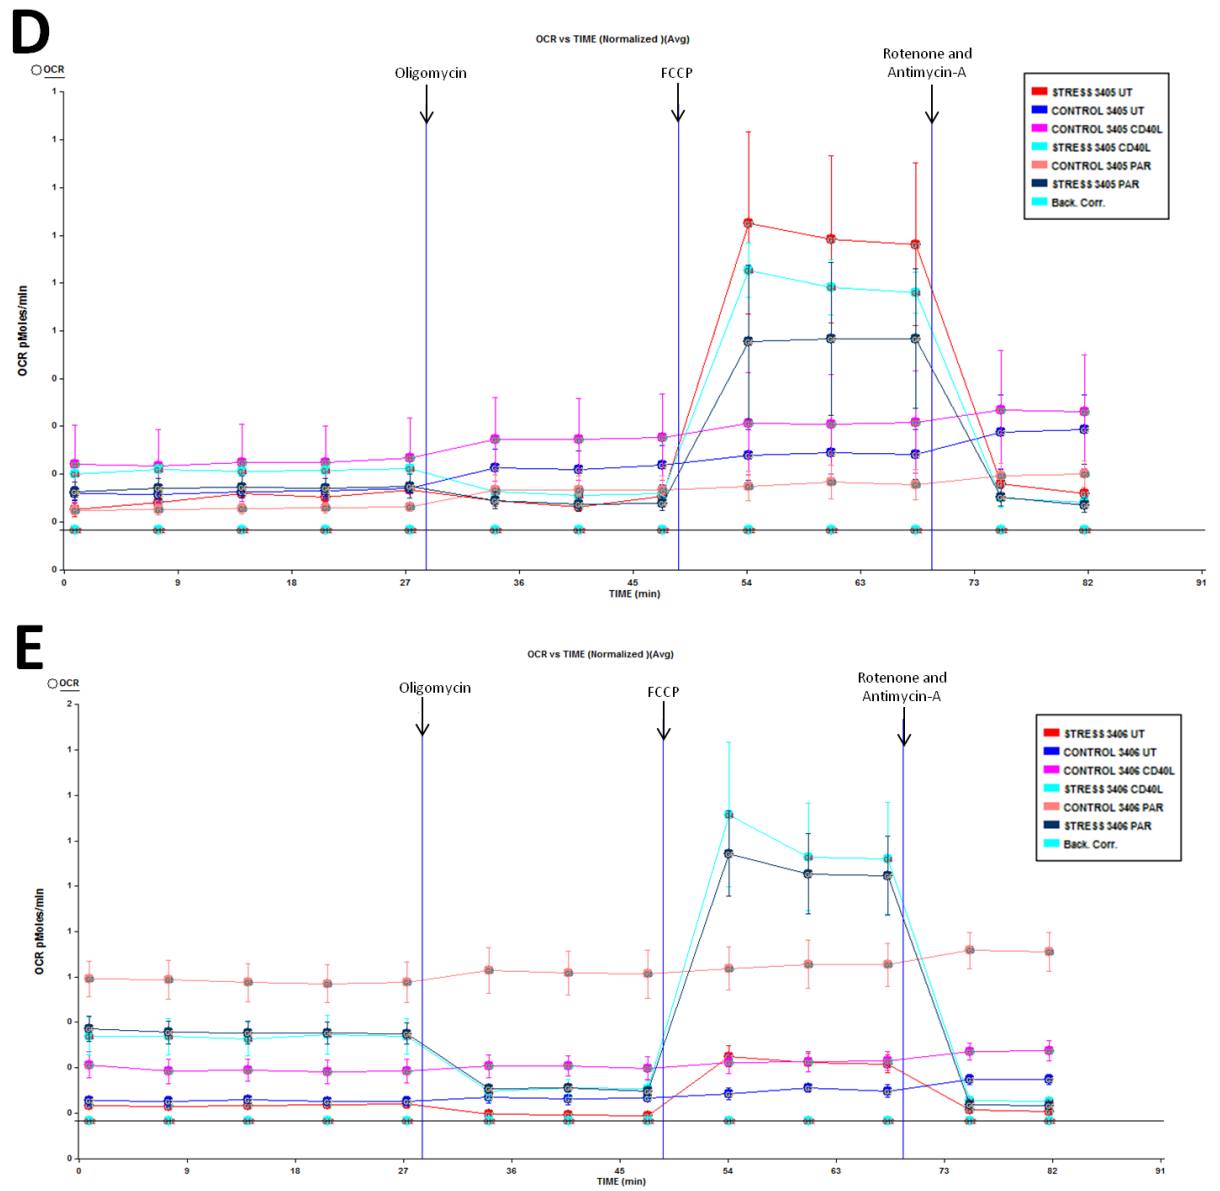 D
OCR vs TIME (Normalized )(Avg)
OCR
Oligomycin
FCCP
Rotenone and
Antimycin-A
STRESS 3405 UT
CONTROL 3405 UT
CONTROL 3405 CD40L
STRESS 3405 CD40L
CONTROL 3405 PAR
STRESS 3405 PAR
Back. Corr.
OCR pMoles/min
1
1
1
1
1
1
0
0
0
0
0
0 9 18 27 36 45 54 63 73 82 91
TIME (min)
E
OCR vs TIME (Normalized )(Avg)
OCR
Oligomycin
FCCP
Rotenone and
Antimycin-A
STRESS 3406 UT
CONTROL 3406 UT
CONTROL 3406 CD40L
STRESS 3406 CD40L
CONTROL 3406 PAR
STRESS 3406 PAR
Back. Corr.
OCR pMoles/min
2
1
1
1
1
1
1
0
0
0
0
0 9 18 27 36 45 54 63 73 82 91
TIME (min)